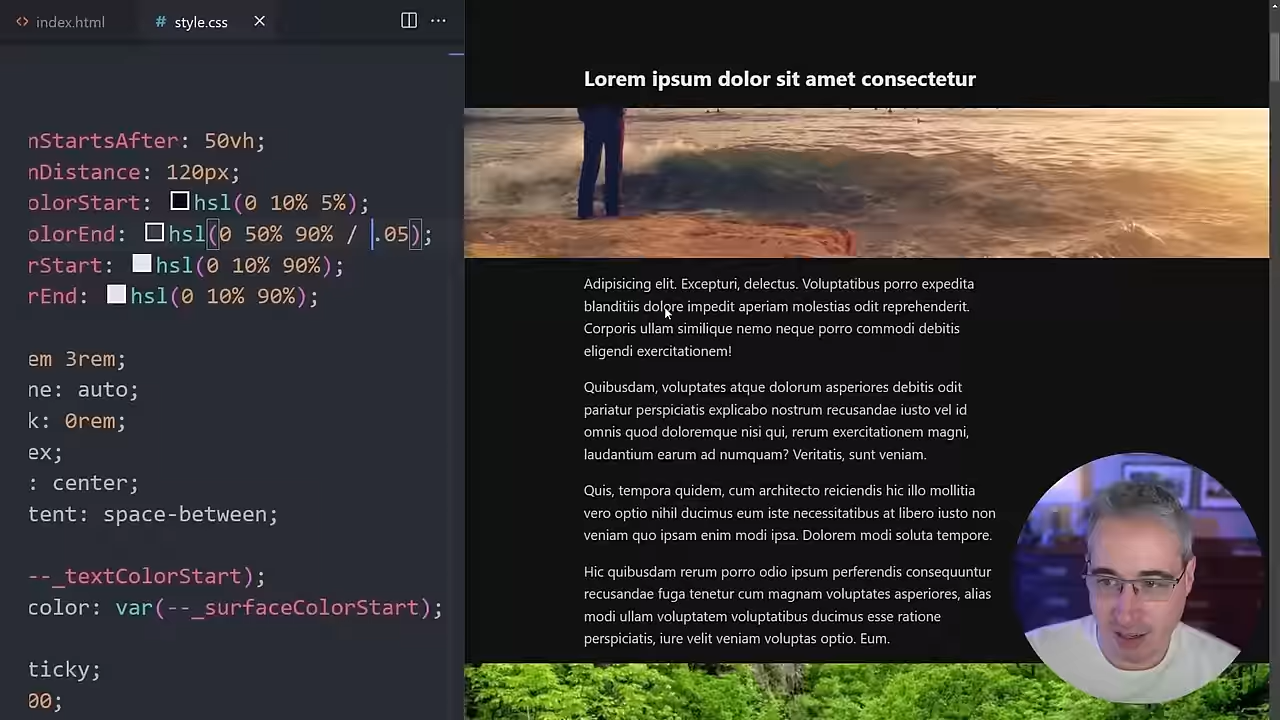 index.html
style.css
nStartsAfter: 50vh;
nDistance: 120px;
olorStart: hsl(0 10% 5%);
olorEnd: hsl(0 50% 90% / .05);
rStart: hsl(0 10% 90%);
rEnd: hsl(0 10% 90%);
em 3rem;
ne: auto;
k: 0rem;
ex;
: center;
tent: space-between;
--_textColorStart);
color: var(--_surfaceColorStart);
ticky;
00;
Lorem ipsum dolor sit amet consectetur
Adipisicing elit. Excepturi, delectus. Voluptatibus porro expedita
blanditiis dolore impedit aperiam molestias odit reprehenderit.
Corporis ullam similique nemo neque porro commodi debitis
eligendi exercitationem!
Quibusdam, voluptates atque dolorum asperiores debitis odit
pariatur perspiciatis explicabo nostrum recusandae iusto vel id
omnis quod doloremque nisi qui, rerum exercitationem magni,
laudantium earum ad numquam? Veritatis, sunt veniam.
Quis, tempora quidem, cum architecto reiciendis hic illo mollitia
vero optio nihil ducimus eum iste necessitatibus at libero iusto non
veniam quo ipsam enim modi ipsa. Dolorem modi soluta tempore.
Hic quibusdam rerum porro odio ipsum perferendis consequuntur
recusandae fuga tenetur cum magnam voluptates asperiores, alias
modi ullam voluptatem voluptatibus ducimus esse ratione
perspiciatis, iure velit veniam voluptas optio. Eum.